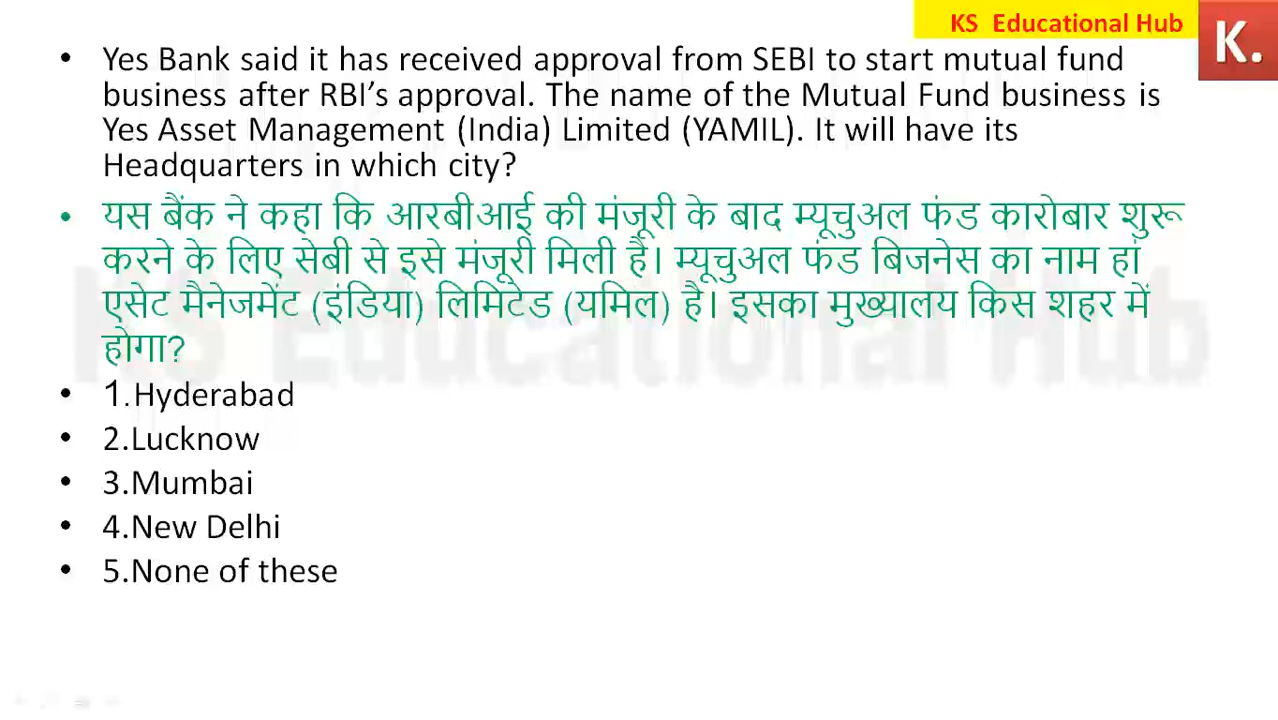 KS Educational Hub
K.
• Yes Bank said it has received approval from SEBI to start mutual fund
business after RBI’s approval. The name of the Mutual Fund business is
Yes Asset Management (India) Limited (YAMIL). It will have its
Headquarters in which city?
• यस बैंक ने कहा कि आरबीआई की मंजूरी के बाद म्यूचुअल फंड कारोबार शुरू
करने के लिए सेबी से इसे मंजूरी मिली है। म्यूचुअल फंड बिजनेस का नाम हां
एसेट मैनेजमेंट (इंडिया) लिमिटेड (यमिल) है। इसका मुख्यालय किस शहर में
होगा?
KS Educational Hub
• 1.Hyderabad
• 2.Lucknow
• 3.Mumbai
• 4.New Delhi
• 5.None of these